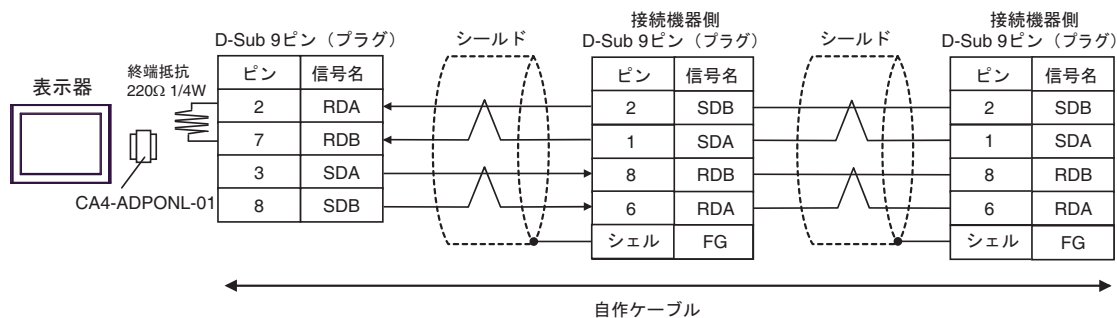 接続機器側
接続機器側
D-Sub 9ピン（プラグ）
シールド
D-Sub 9ピン（プラグ）
シールド
D-Sub 9ピン（プラグ）
表示器
終端抵抗
220Ω 1/4W
CA4-ADPONL-01
ピン 信号名
2 RDA
7 RDB
3 SDA
8 SDB
ピン 信号名
2 SDB
1 SDA
8 RDB
6 RDA
シェル FG
ピン 信号名
2 SDB
1 SDA
8 RDB
6 RDA
シェル FG
自作ケーブル